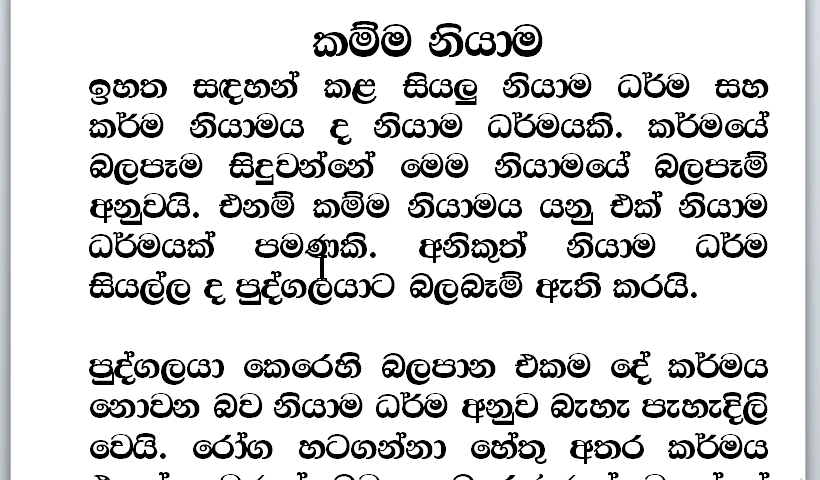 කම්ම නියාම
ඉහත සඳහන් කළ සියලු නියාම ධර්ම සහ
කර්ම නියාමය ද නියාම ධර්මයකි. කර්මයේ
බලපෑම සිදුවන්නේ මෙම නියාමයේ බලපෑම්
අනුවයි. එනම් කම්ම නියාමය යනු එක් නියාම
ධර්මයක් පමණකි. අනිකුත් නියාම ධර්ම
සියල්ල ද පුද්ගලයාට බලබෑම් ඇති කරයි.
පුද්ගලයා කෙරෙහි බලපාන එකම දේ කර්මය
නොවන බව නියාම ධර්ම අනුව බැහැ පැහැදිලි
වෙයි. රෝග හටගන්නා හේතු අතර කර්මය